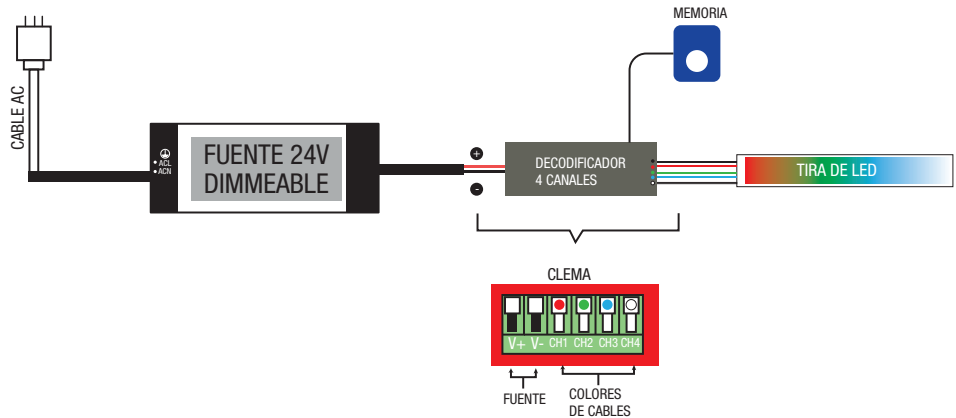 MEMORIA
CABLE AC
ACL
ACN
FUENTE 24V
DIMMEABLE
+
-
DECODIFICADOR
4 CANALES
TIRA DE LED
CLEMA
V+ V- CH1 CH2 CH3 CH4
FUENTE
COLORES
DE CABLES